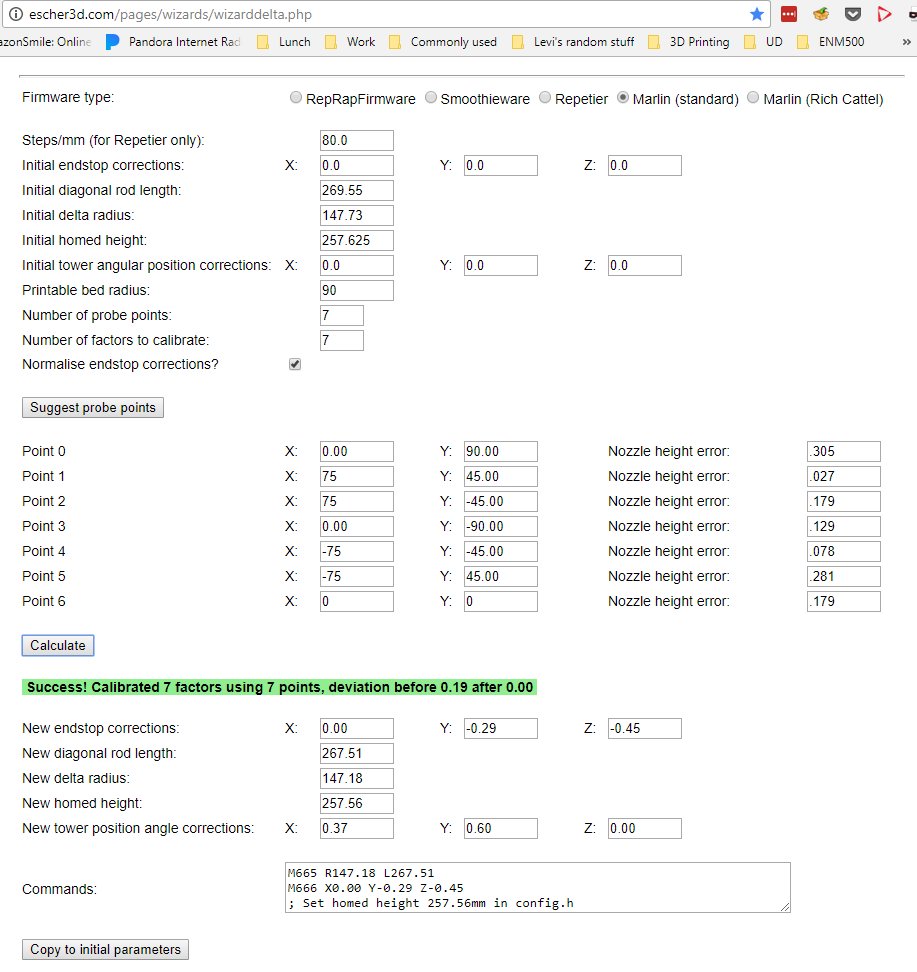 escher3d.com/pages/wizards/wizarddelta.php
azonSmile: Online Pandora Internet Rad Lunch Work Commonly used Levi's random stuff 3D Printing UD ENM500 »
Firmware type: RepRapFirmware Smoothieware Repetier Marlin (standard) Marlin (Rich Cattel)
Steps/mm (for Repetier only): 80.0
Initial endstop corrections: X: 0.0 Y: 0.0 Z: 0.0
Initial diagonal rod length: 269.55
Initial delta radius: 147.73
Initial homed height: 257.625
Initial tower angular position corrections: X: 0.0 Y: 0.0 Z: 0.0
Printable bed radius: 90
Number of probe points: 7
Number of factors to calibrate: 7
Normalise endstop corrections?
Suggest probe points
Point 0 X: 0.00 Y: 90.00 Nozzle height error: .305
Point 1 X: 75 Y: 45.00 Nozzle height error: .027
Point 2 X: 75 Y: -45.00 Nozzle height error: .179
Point 3 X: 0.00 Y: -90.00 Nozzle height error: .129
Point 4 X: -75 Y: -45.00 Nozzle height error: .078
Point 5 X: -75 Y: 45.00 Nozzle height error: .281
Point 6 X: 0 Y: 0 Nozzle height error: .179
Calculate
Success! Calibrated 7 factors using 7 points, deviation before 0.19 after 0.00
New endstop corrections: X: 0.00 Y: -0.29 Z: -0.45
New diagonal rod length: 267.51
New delta radius: 147.18
New homed height: 257.56
New tower position angle corrections: X: 0.37 Y: 0.60 Z: 0.00
Commands:
M665 R147.18 L267.51
M666 X0.00 Y-0.29 Z-0.45
; Set homed height 257.56mm in config.h
Copy to initial parameters